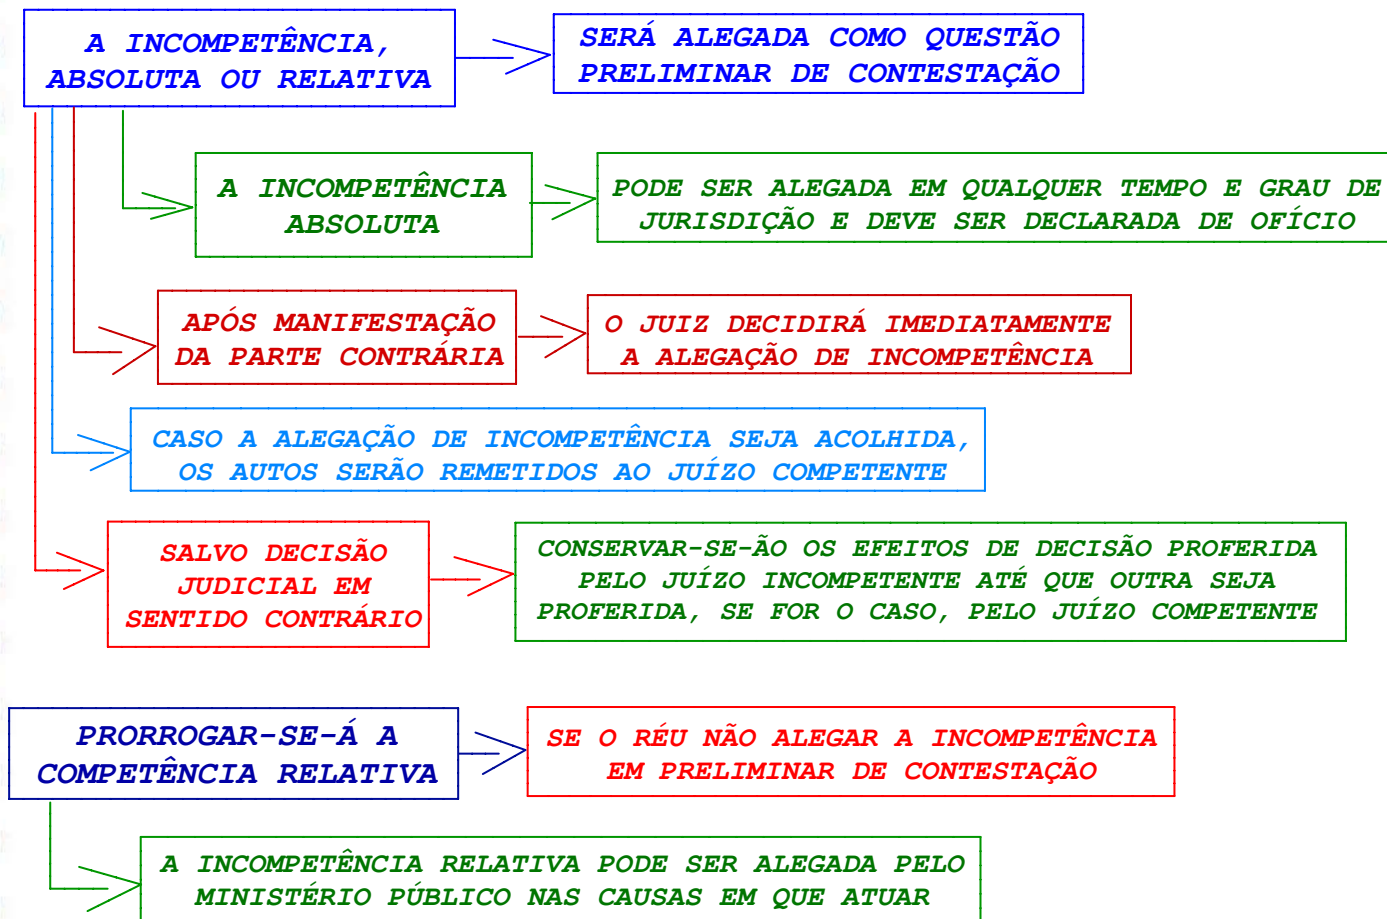 A INCOMPETÊNCIA,
ABSOLUTA OU RELATIVA
SERÁ ALEGADA COMO QUESTÃO
PRELIMINAR DE CONTESTAÇÃO
A INCOMPETÊNCIA
ABSOLUTA
PODE SER ALEGADA EM QUALQUER TEMPO E GRAU DE
JURISDIÇÃO E DEVE SER DECLARADA DE OFÍCIO
APÓS MANIFESTAÇÃO
DA PARTE CONTRÁRIA
O JUIZ DECIDIRÁ IMEDIATAMENTE
A ALEGAÇÃO DE INCOMPETÊNCIA
CASO A ALEGAÇÃO DE INCOMPETÊNCIA SEJA ACOLHIDA,
OS AUTOS SERÃO REMETIDOS AO JUÍZO COMPETENTE
SALVO DECISÃO
JUDICIAL EM
SENTIDO CONTRÁRIO
CONSERVAR-SE-ÃO OS EFEITOS DE DECISÃO PROFERIDA
PELO JUÍZO INCOMPETENTE ATÉ QUE OUTRA SEJA
PROFERIDA, SE FOR O CASO, PELO JUÍZO COMPETENTE
PRORROGAR-SE-Á A
COMPETÊNCIA RELATIVA
SE O RÉU NÃO ALEGAR A INCOMPETÊNCIA
EM PRELIMINAR DE CONTESTAÇÃO
A INCOMPETÊNCIA RELATIVA PODE SER ALEGADA PELO
MINISTÉRIO PÚBLICO NAS CAUSAS EM QUE ATUAR